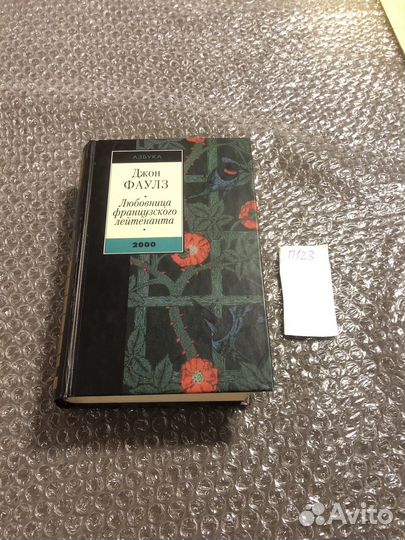 АЗБУКА
Джон
ФАУЛЗ
Любовница
французского
лейтенанта
2000
П123
Avito